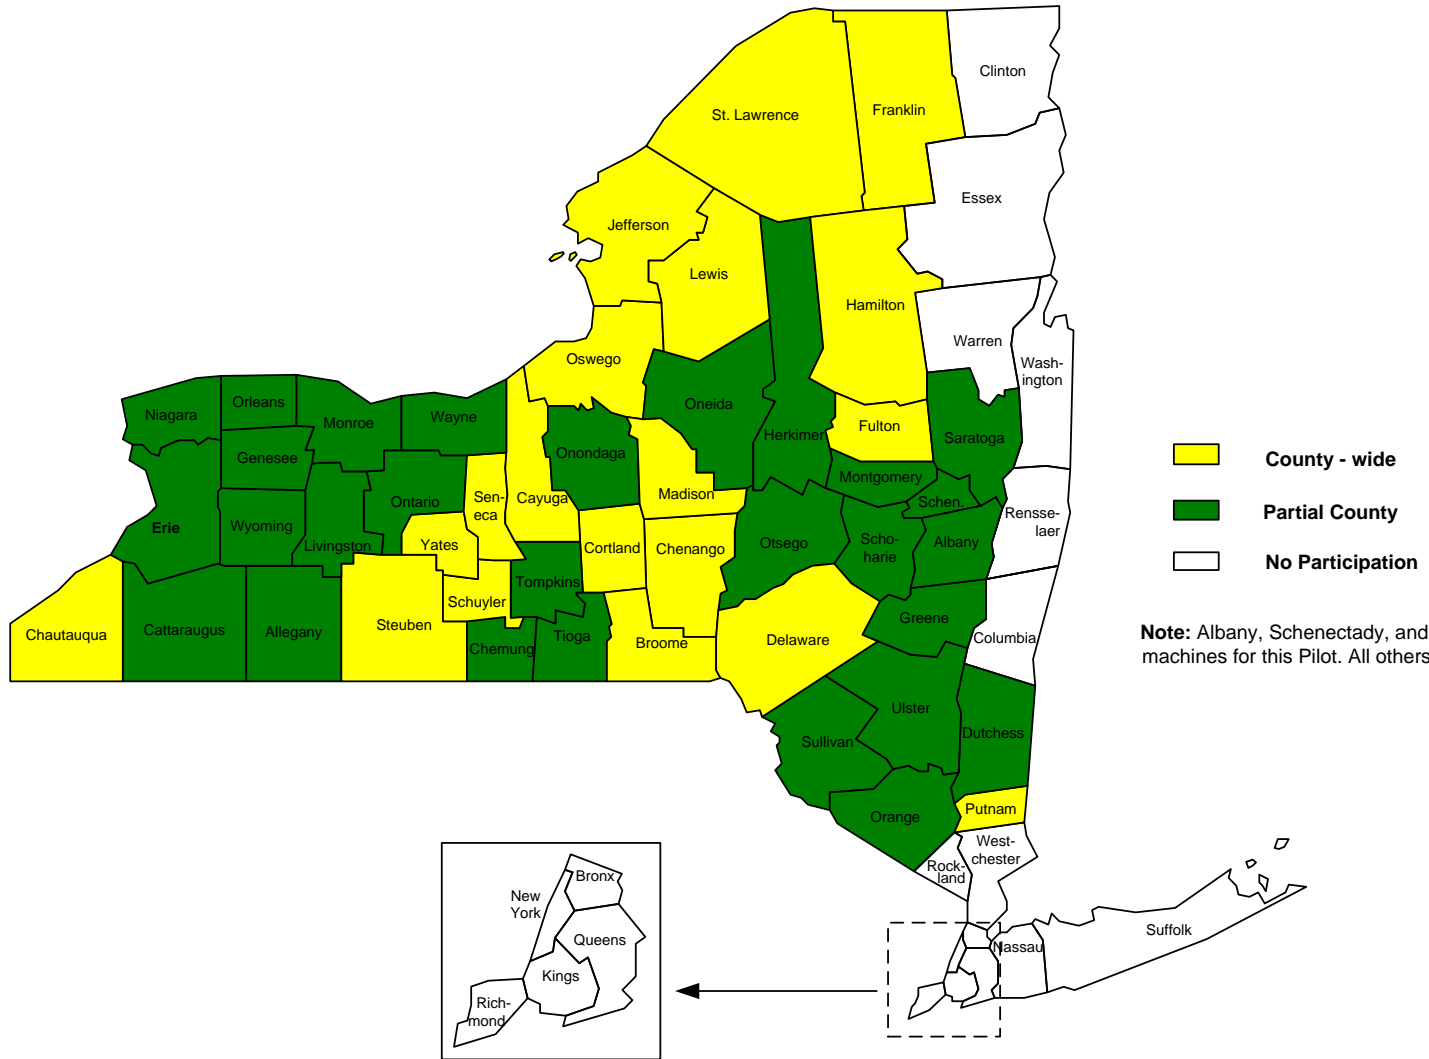 Clinton
St. Lawrence
Franklin
Essex
Jefferson
Lewis
Hamilton
Warren
Wash-
ington
Oswego
Oneida
Herkimer
Fulton
Saratoga
Niagara
Orleans
Monroe
Wayne
Onondaga
Madison
Montgomery
Schen.
Rensse-
laer
Genesee
Ontario
Sen-
eca
Cayuga
Erie
Wyoming
Livingston
Yates
Cortland
Chenango
Otsego
Scho-
harie
Albany
Tompkins
Schuyler
Chautauqua
Cattaraugus
Allegany
Steuben
Chemung
Tioga
Broome
Delaware
Greene
Columbia
Ulster
Sullivan
Dutchess
Orange
Putnam
West-
chester
Rock-
land
Nassau
Suffolk
County - wide
Partial County
No Participation
Note: Albany, Schenectady, and
machines for this Pilot. All others
Bronx
New
York
Queens
Kings
Rich-
mond